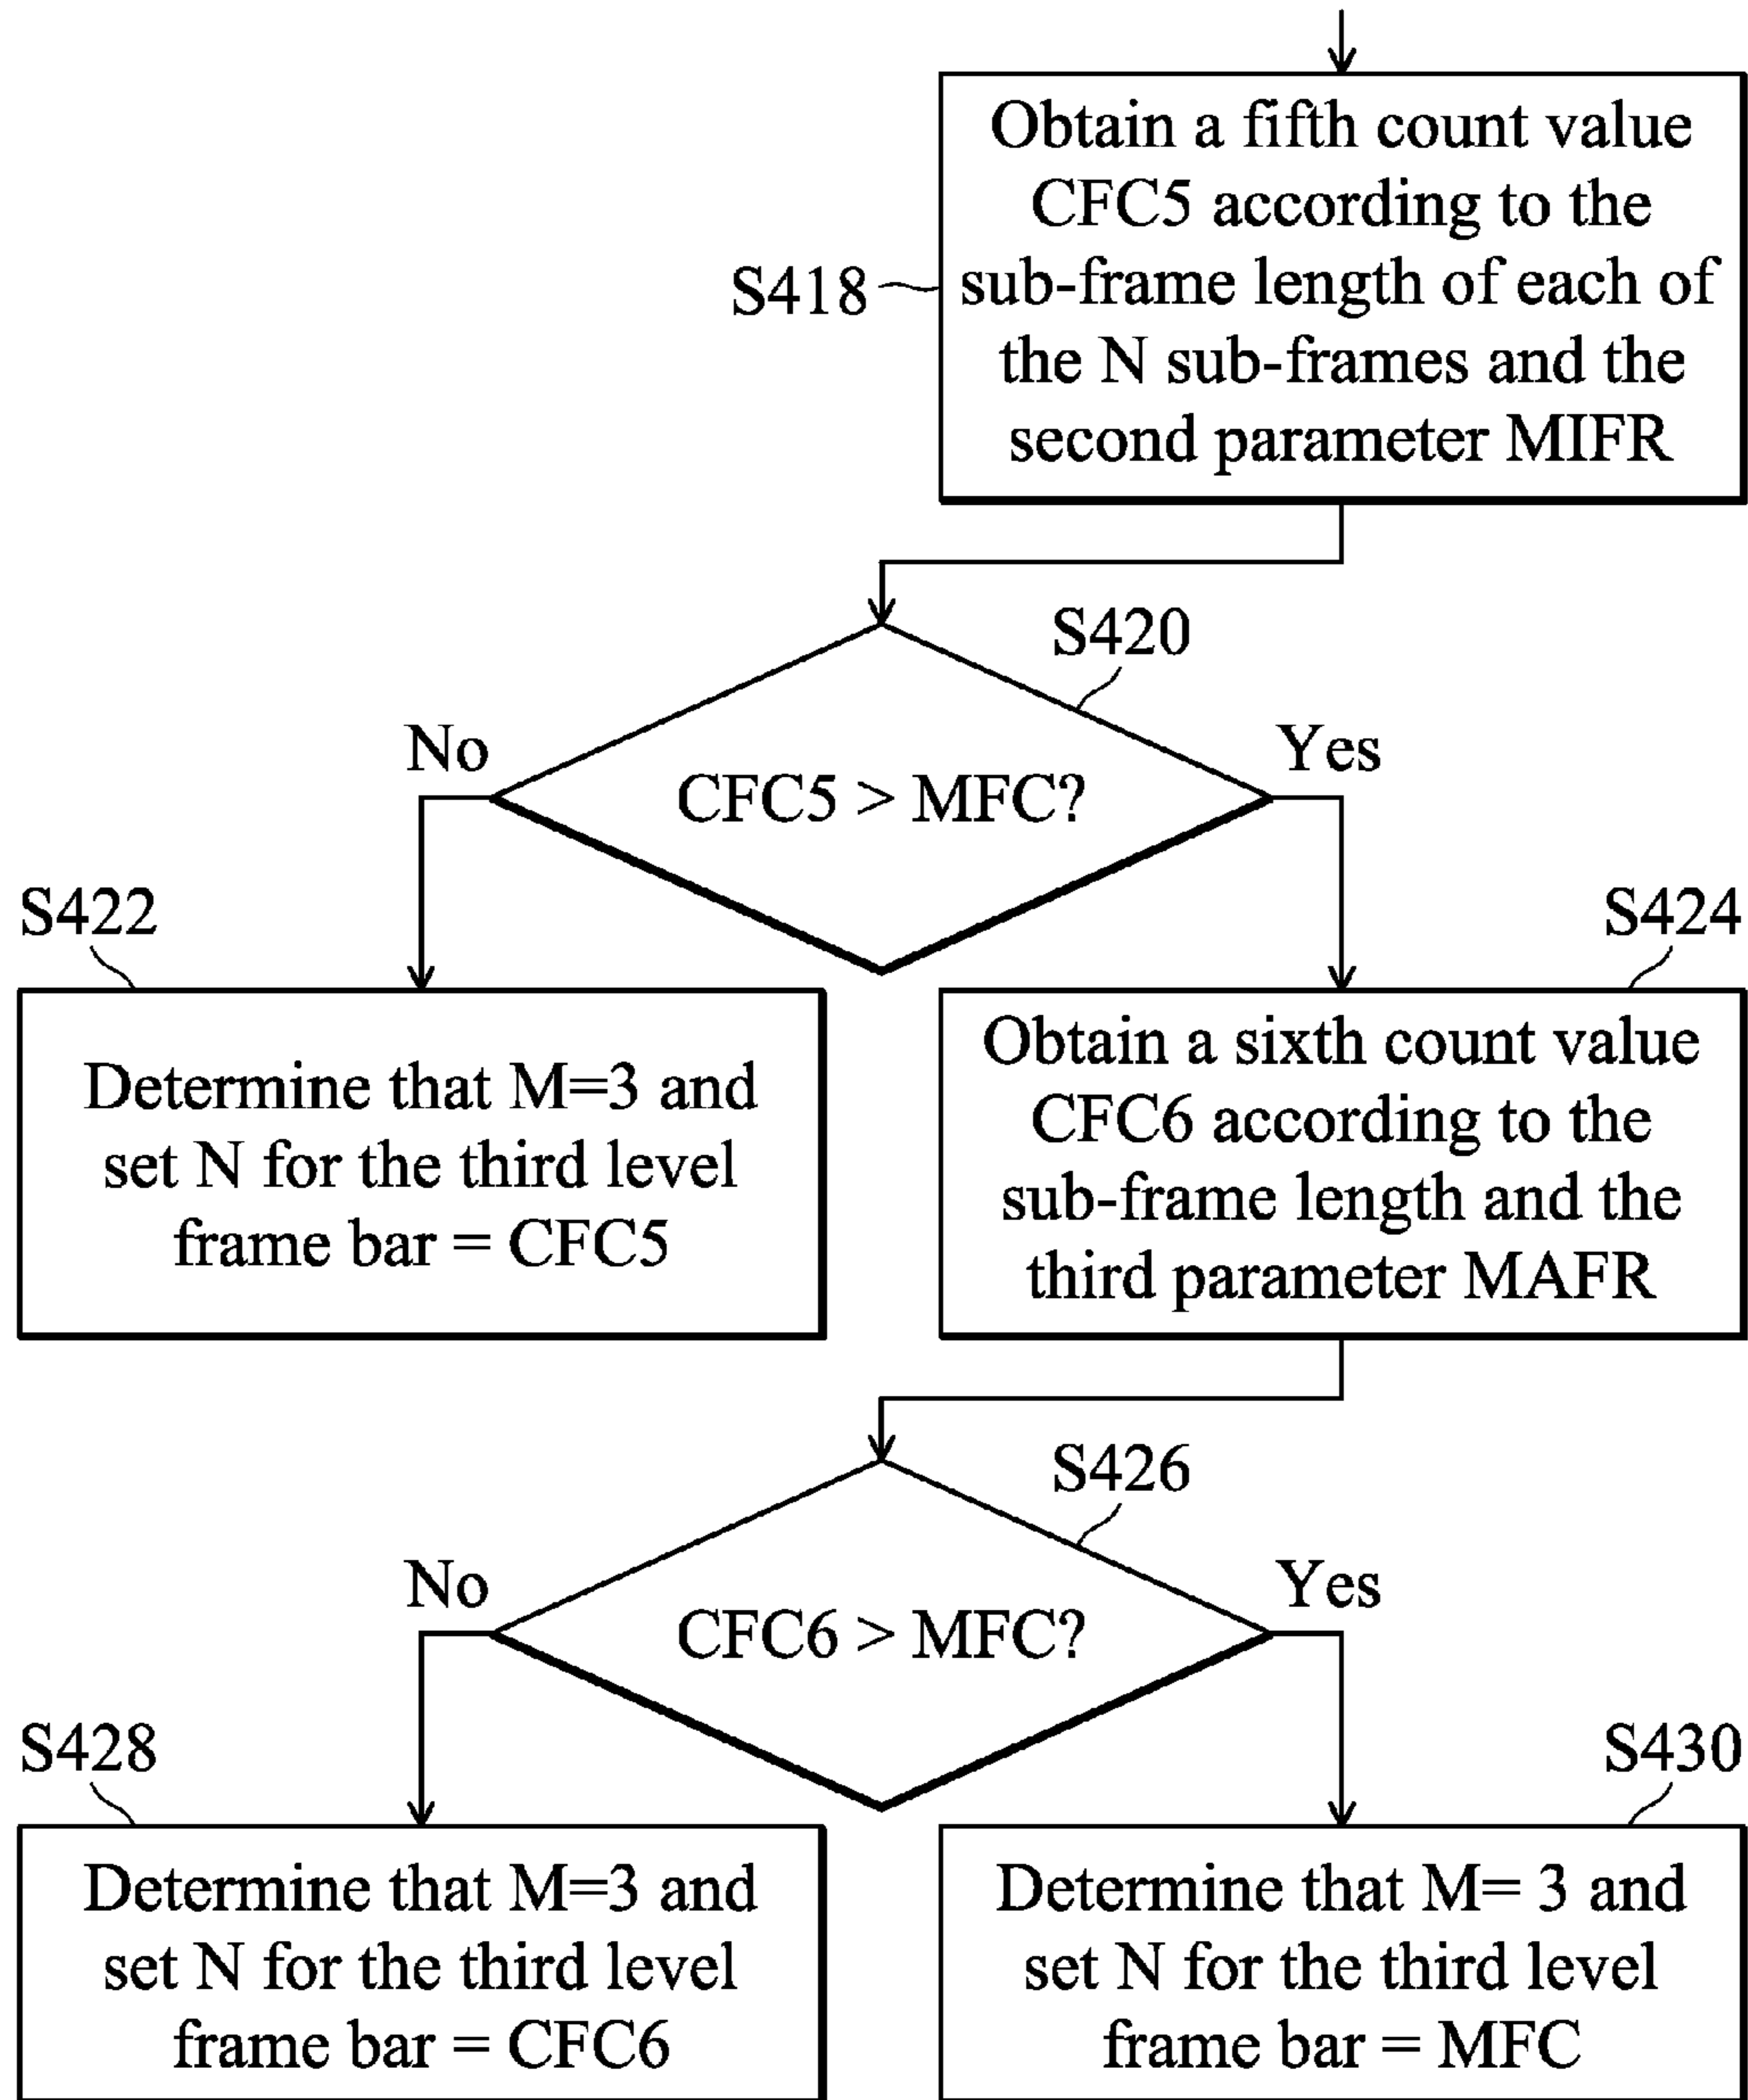 Obtain a fifth count value
CFC5 according to the
S418
sub-frame length of each of
the N sub-frames and the
second parameter MIFR
S420
No
Yes
CFC5 > MFC?
S422
Determine that M=3 and
set N for the third level
frame bar = CFC5
S424
Obtain a sixth count value
CFC6 according to the
sub-frame length and the
third parameter MAFR
S426
No
Yes
CFC6 > MFC?
S428
Determine that M=3 and
set N for the third level
frame bar = CFC6
S430
Determine that M= 3 and
set N for the third level
frame bar = MFC